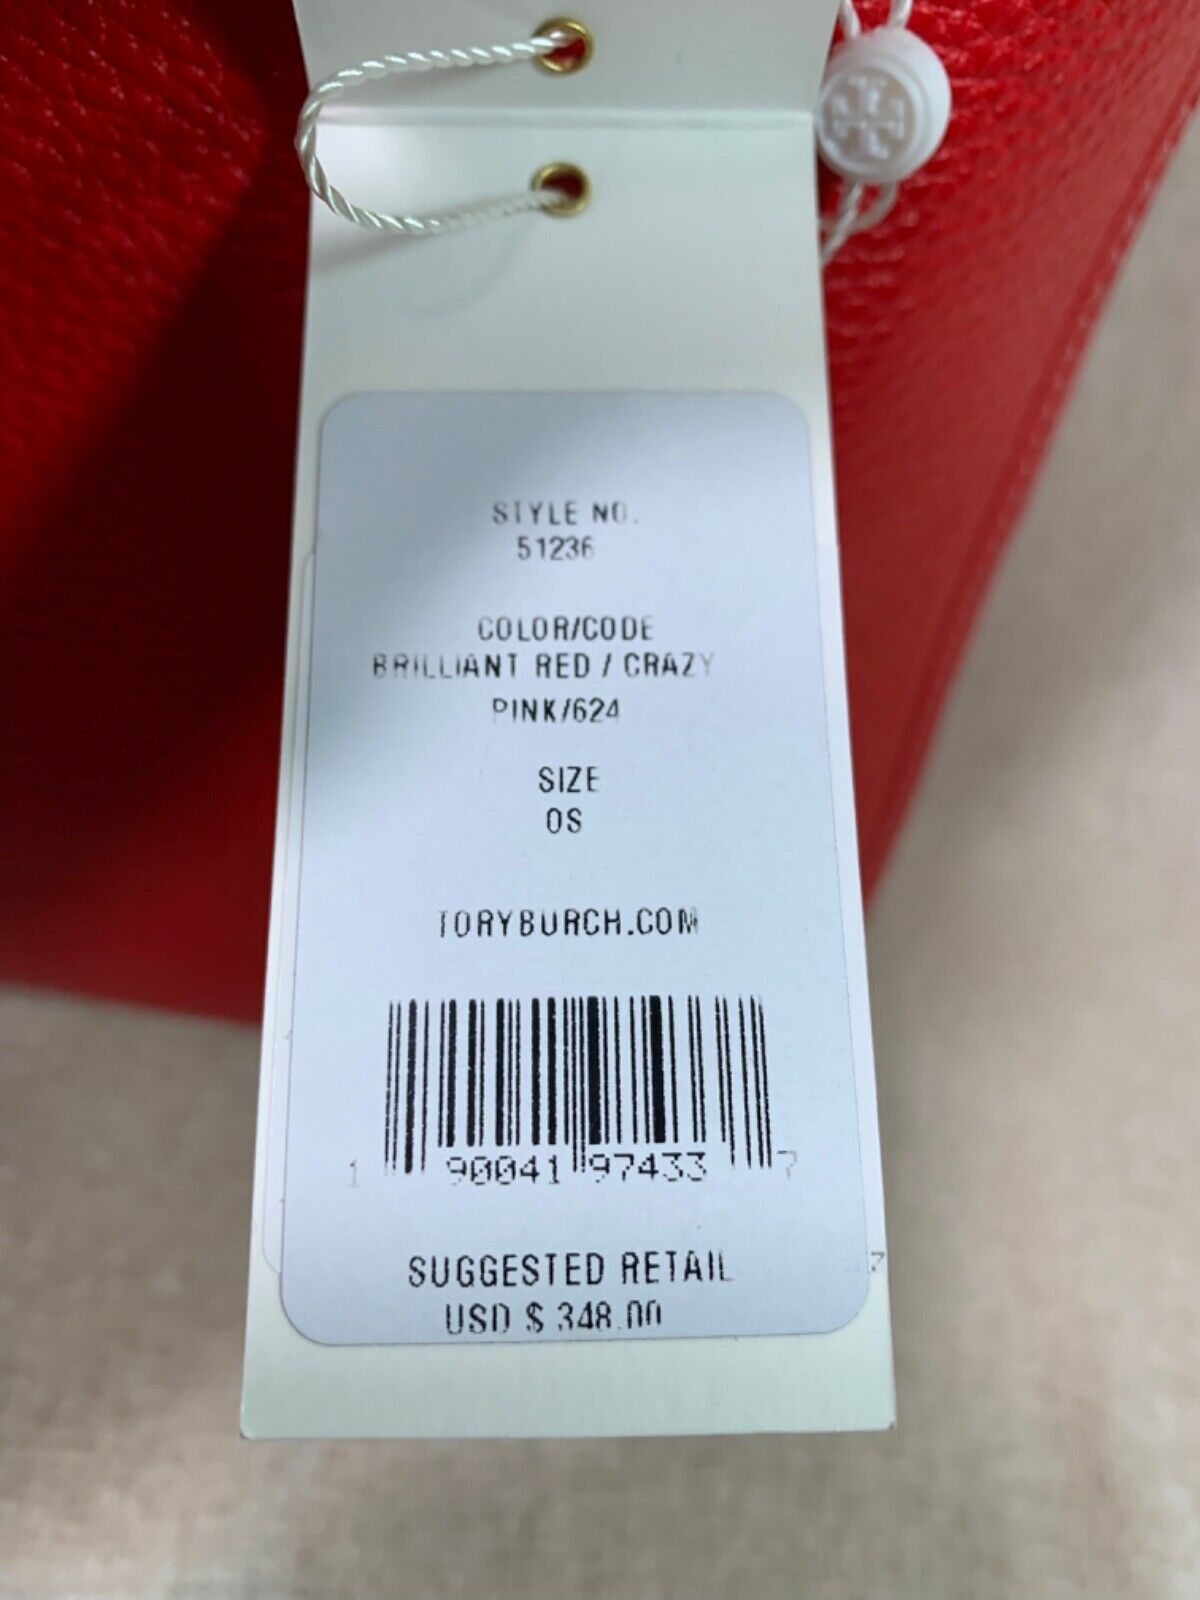 STYLE NO.
51236
COLOR/CODE
BRILLIANT RED / CRAZY
PINK/624
SIZE
OS
TORYBURCH.COM
1 90041 97433 7
SUGGESTED RETAIL
USD $ 348.00